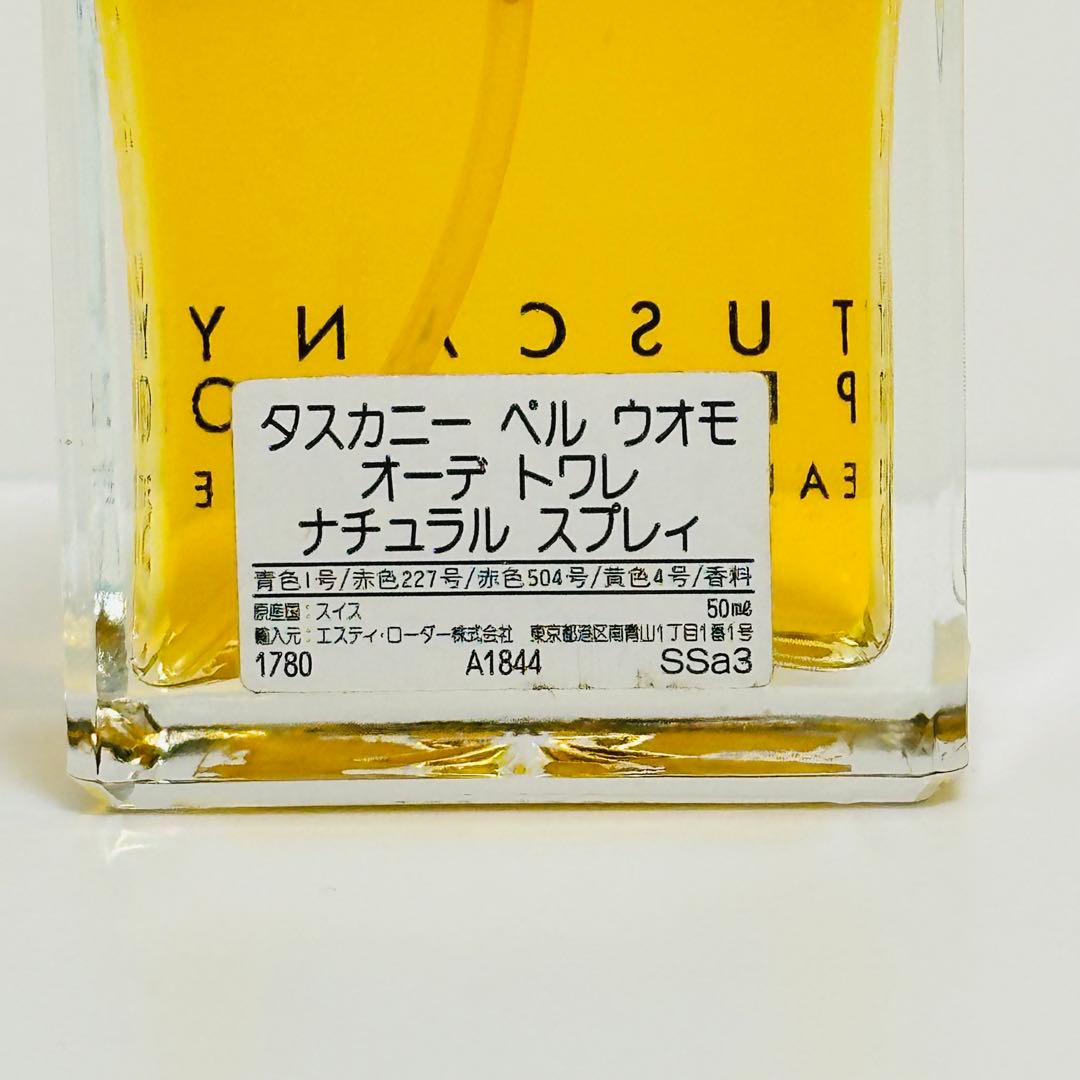 TUSCANY
P
EAU
E
タスカニー ペル ウオモ
オーデ トワレ
ナチュラル スプレィ
青色1号/赤色227号/赤色504号/黄色4号/香料
原産国:スイス 50ml
輸入元:エスティ・ローダー株式会社 東京都港区南青山1丁目1番1号
1780 A1844 SSa3